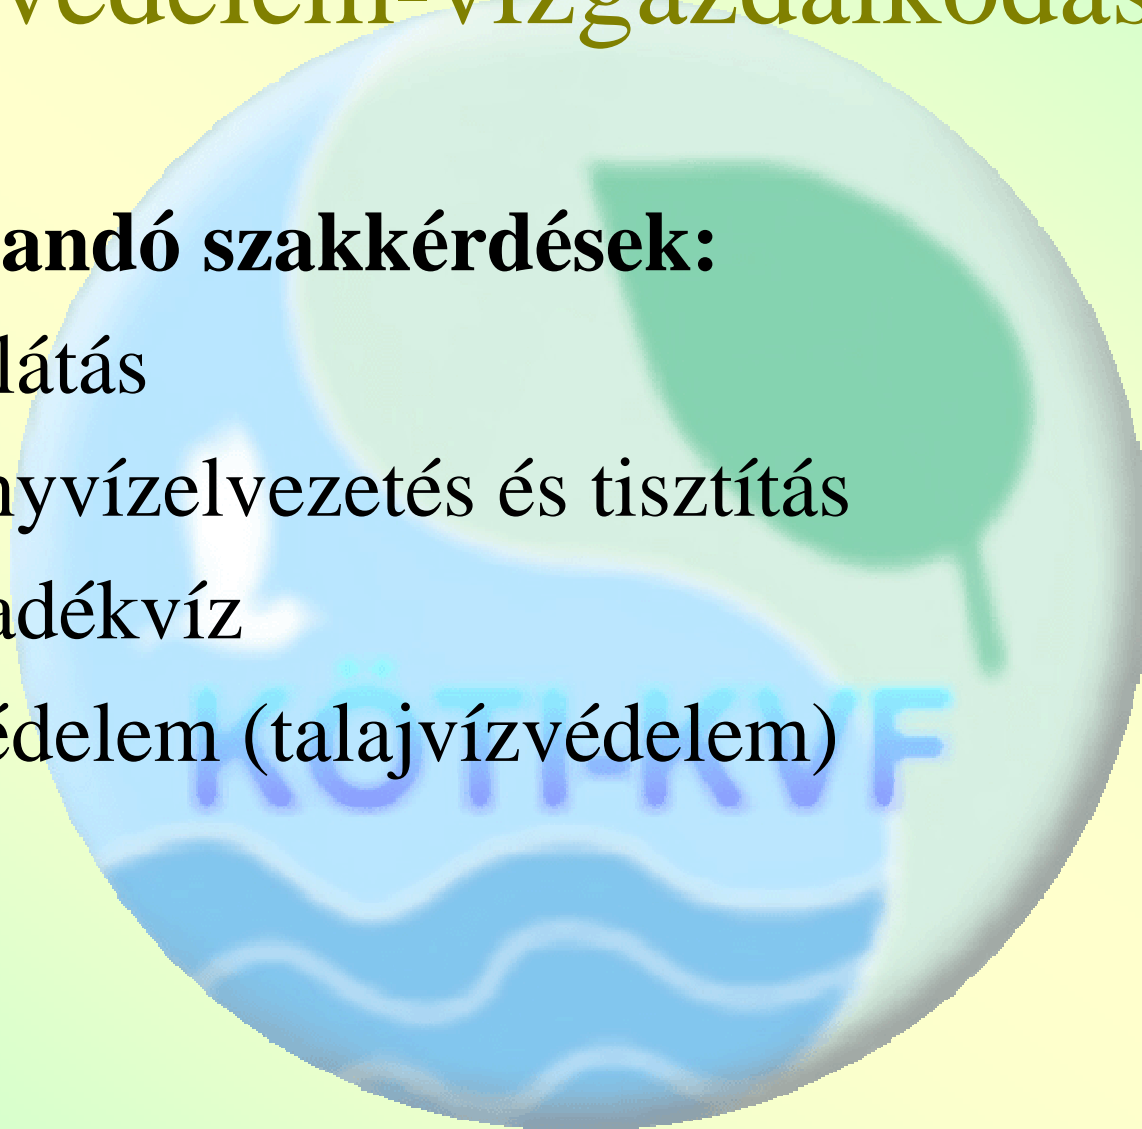 védelem-vízgazdálkodás
andó szakkérdések:
látás
nyvízelvezetés és tisztítás
adékvíz
édelem (talajvízvédelem)
KÖTI-KVF